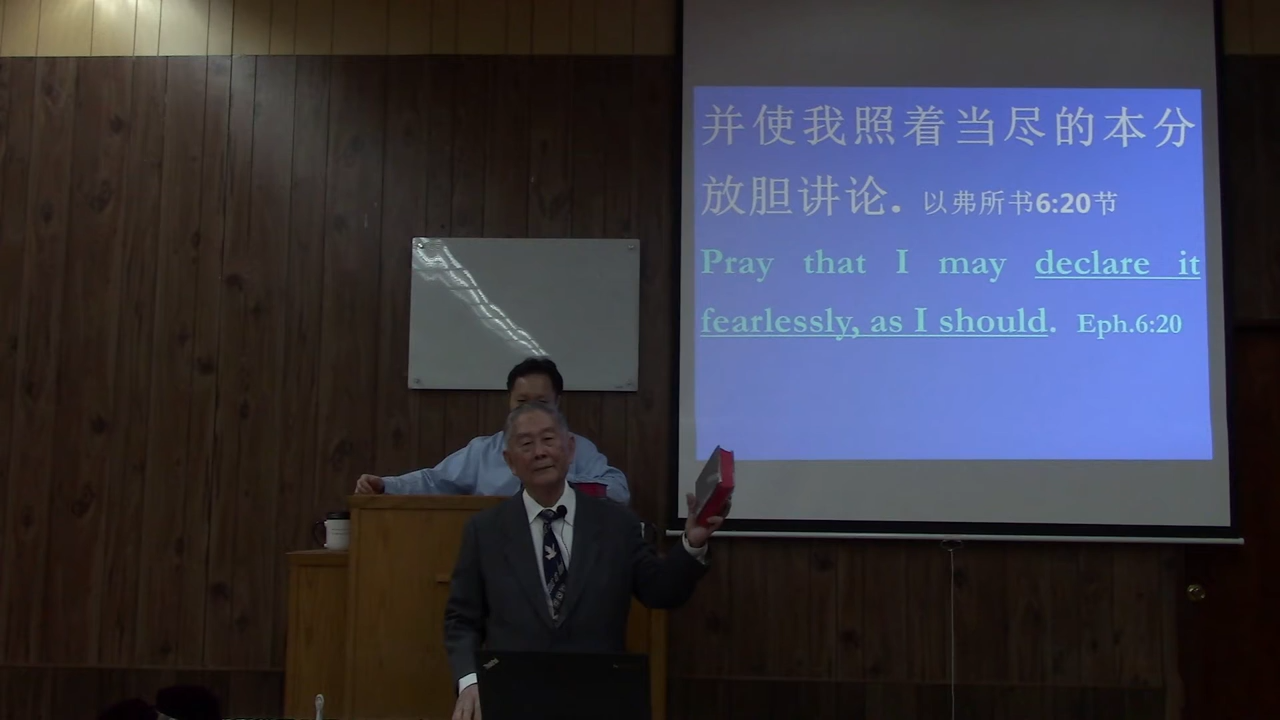 并使我照着当尽的本分
放胆讲论. 以弗所书6:20节
Pray that I may declare it
fearlessly, as I should. Eph.6:20
ThinkPad